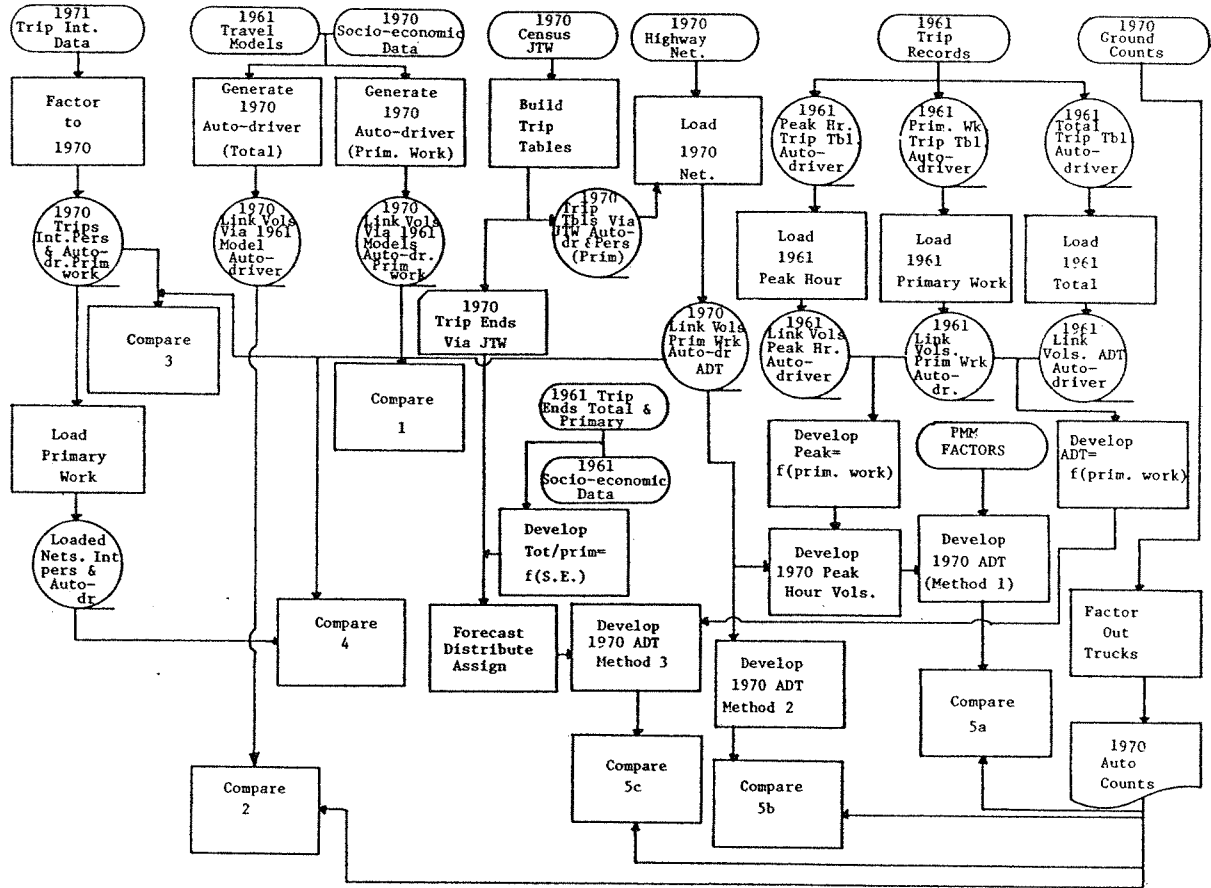 1971
Trip Int.
Data
1961
Travel
Models
1970
Socio-economic
Data
1970
Census
JTW
1970
Highway
Net.
1961
Trip
Records
1970
Ground
Counts
Factor
to
1970
Generate
1970
Auto-driver
(Total)
Generate
1970
Auto-driver
(Prim. Work)
Build
Trip
Tables
Load
1970
Net.
1961
Peak Hr.
Trip Tbl.
Auto-
driver
1961
Prim. Wk
Trip Tbl.
Auto-
driver
1961
Total
Trip Tbl
Auto-
driver
1970
Trips
Int.Pers
& Auto-
dr.Prim
work
1970
Link Vols
Via 1961
Model
Auto-
driver
1970
Link Vols
Via 1961
Models
Auto-dr.
Prim
work
1970
Trip
Tbls Via
JTW Auto-
dr & Pers
(Prim)
Load
1961
Peak Hour
Load
1961
Primary Work
Load
1961
Total
Compare
3
1970
Trip Ends
Via JTW
1970
Link Vols
Prim Wrk
Auto-dr
ADT
1961
Link Vols
Peak Hr.
Auto-
driver
1961
Link
Vols.
Prim Wrk
Auto-
dr.
1961
Link
Vols. ADT
Auto-
driver
Compare
1
1961 Trip
Ends Total &
Primary
Load
Primary
Work
Develop
Peak=
f(prim. work)
PMM
FACTORS
Develop
ADT=
f(prim. work)
1961
Socio-economic
Data
Loaded
Nets. Int
pers &
Auto-
dr
Develop
Tot/prim=
f(S.E.)
Develop
1970 Peak
Hour Vols.
Develop
1970 ADT
(Method 1)
Compare
4
Forecast
Distribute
Assign
Develop
1970 ADT
Method 3
Factor
Out
Trucks
Develop
1970 ADT
Method 2
Compare
5a
Compare
2
Compare
5c
Compare
5b
1970
Auto
Counts